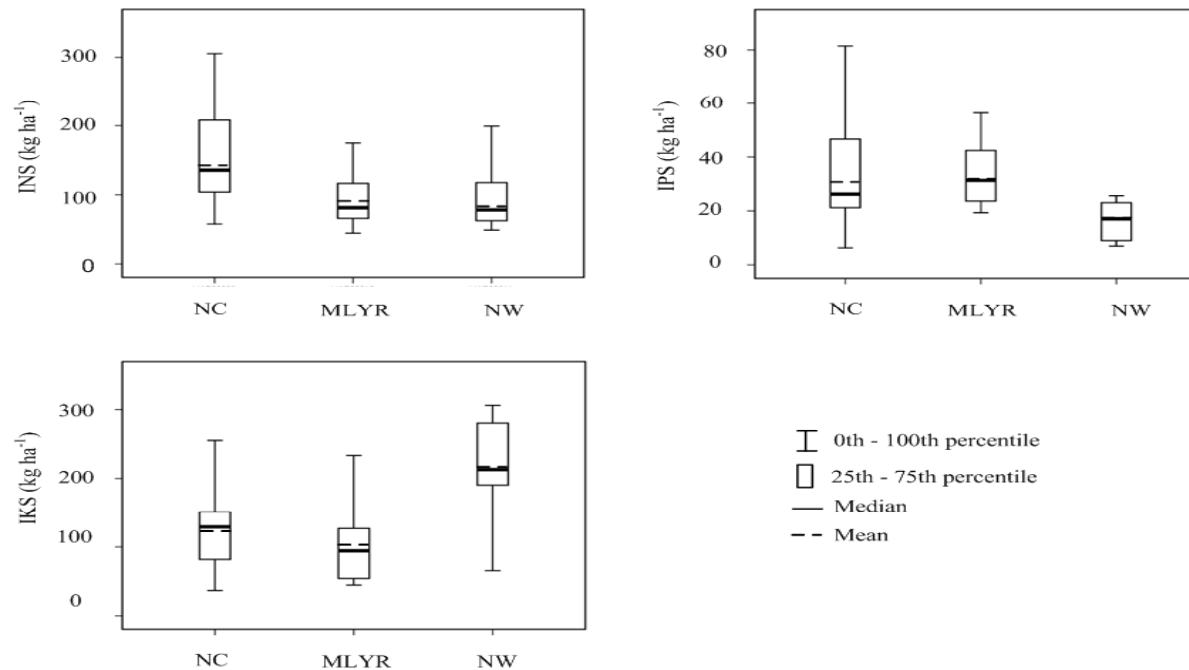 300
200
100
0
INS (kg ha⁻¹)
NC MLYR NW
80
60
40
20
0
IPS (kg ha⁻¹)
NC MLYR NW
300
200
100
0
IKS (kg ha⁻¹)
NC MLYR NW
0th - 100th percentile
25th - 75th percentile
Median
Mean